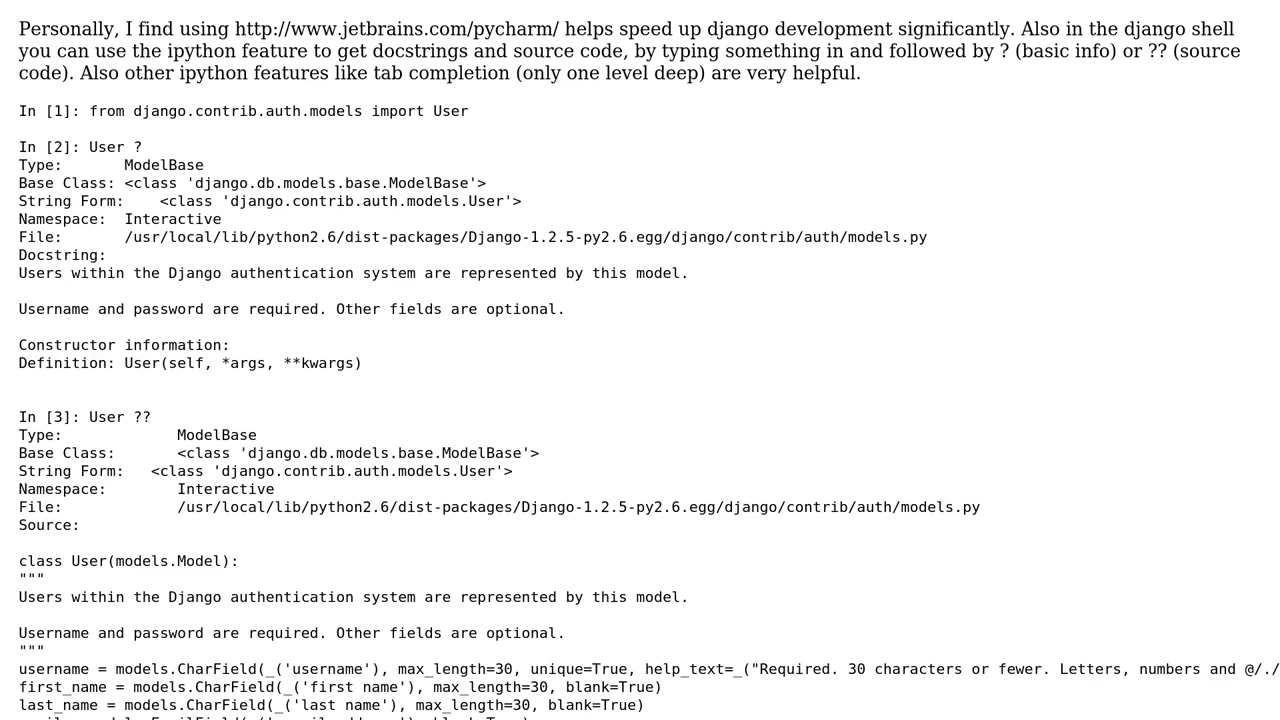 Personally, I find using http://www.jetbrains.com/pycharm/ helps speed up django development significantly. Also in the django shell
you can use the ipython feature to get docstrings and source code, by typing something in and followed by ? (basic info) or ?? (source
code). Also other ipython features like tab completion (only one level deep) are very helpful.
In [1]: from django.contrib.auth.models import User
In [2]: User ?
Type:       ModelBase
Base Class: <class 'django.db.models.base.ModelBase'>
String Form:    <class 'django.contrib.auth.models.User'>
Namespace:  Interactive
File:       /usr/local/lib/python2.6/dist-packages/Django-1.2.5-py2.6.egg/django/contrib/auth/models.py
Docstring:
Users within the Django authentication system are represented by this model.
Username and password are required. Other fields are optional.
Constructor information:
Definition: User(self, *args, **kwargs)
In [3]: User ??
Type:             ModelBase
Base Class:       <class 'django.db.models.base.ModelBase'>
String Form:   <class 'django.contrib.auth.models.User'>
Namespace:        Interactive
File:             /usr/local/lib/python2.6/dist-packages/Django-1.2.5-py2.6.egg/django/contrib/auth/models.py
Source:
class User(models.Model):
"""
Users within the Django authentication system are represented by this model.
Username and password are required. Other fields are optional.
"""
username = models.CharField(_('username'), max_length=30, unique=True, help_text=_("Required. 30 characters or fewer. Letters, numbers and @/./
first_name = models.CharField(_('first name'), max_length=30, blank=True)
last_name = models.CharField(_('last name'), max_length=30, blank=True)